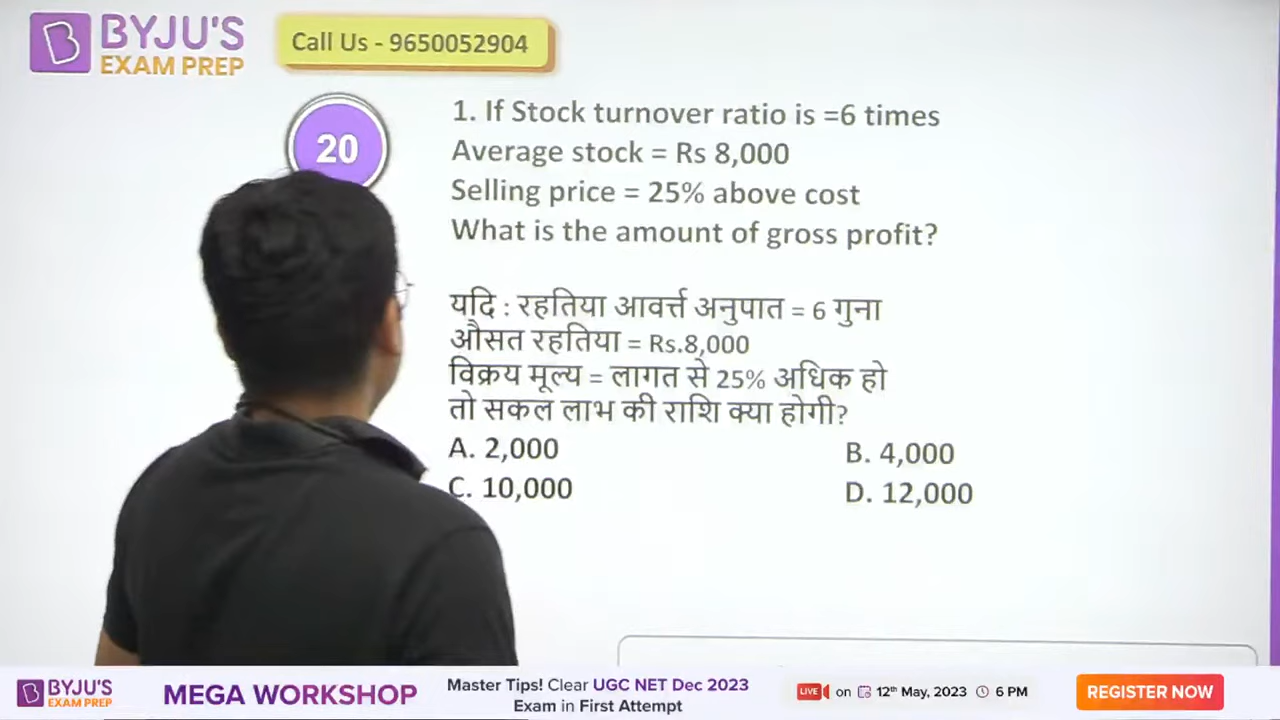 BYJU'S
EXAM PREP
Call Us - 9650052904
20
1. If Stock turnover ratio is =6 times
Average stock = Rs 8,000
Selling price = 25% above cost
What is the amount of gross profit?
यदि : रहतिया आवर्त्त अनुपात = 6 गुना
औसत रहतिया = Rs.8,000
विक्रय मूल्य = लागत से 25% अधिक हो
तो सकल लाभ की राशि क्या होगी?
A. 2,000 B. 4,000
C. 10,000 D. 12,000
BYJU'S
EXAM PREP
MEGA WORKSHOP
Master Tips! Clear UGC NET Dec 2023
Exam in First Attempt
LIVE on 12th May, 2023 6 PM
REGISTER NOW